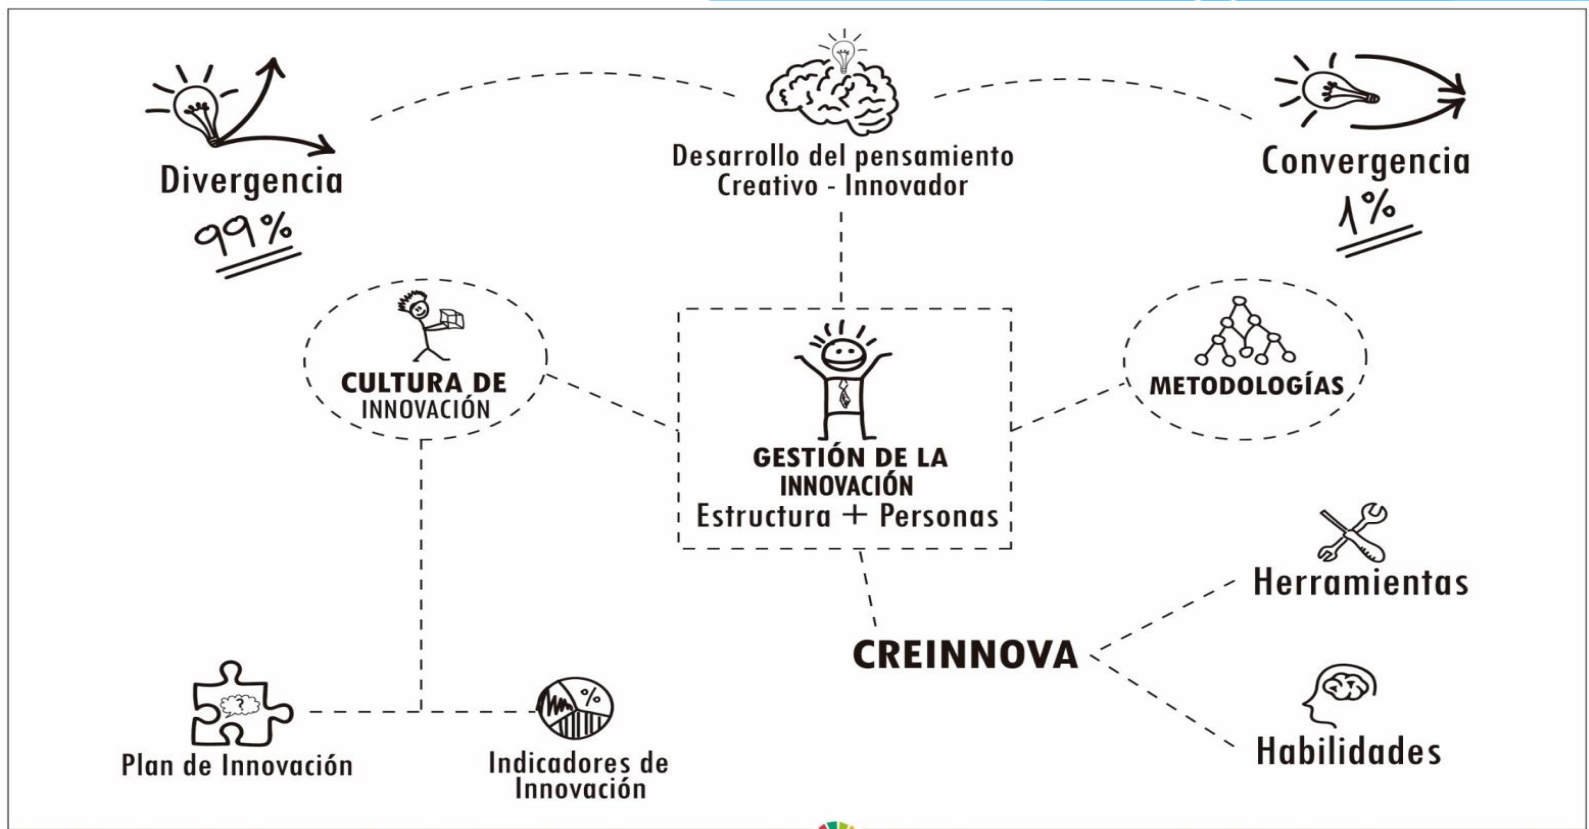 Desarrollo del pensamiento
Creativo - Innovador
Divergencia
99%
Convergencia
1%
CULTURA DE
INNOVACIÓN
GESTIÓN DE LA
INNOVACIÓN
Estructura + Personas
METODOLOGÍAS
CREINNOVA
Herramientas
Habilidades
?
Plan de Innovación
%
Indicadores de
Innovación